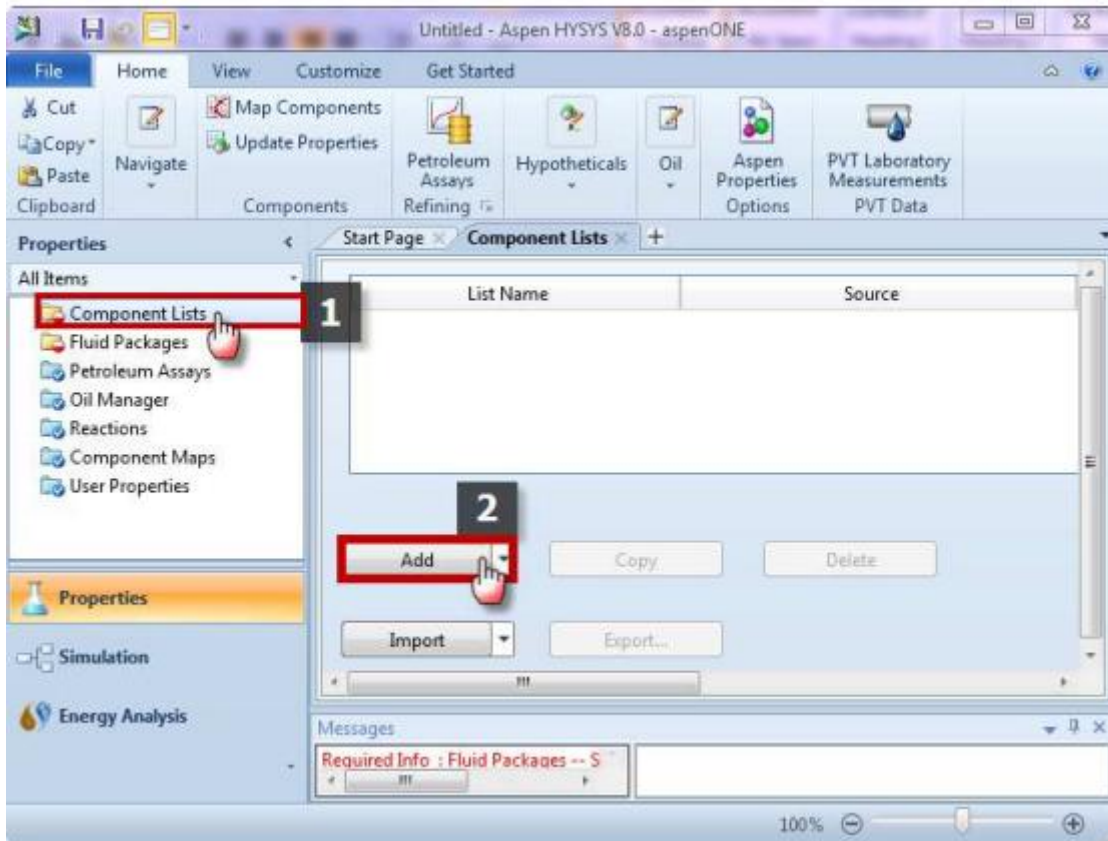 Untitled - Aspen HYSYS V8.0 - aspenONE
File Home View Customize Get Started
Cut
Copy
Paste
Clipboard
Navigate
Map Components
Update Properties
Components
Petroleum
Assays
Refining
Hypotheticals
Oil
Aspen
Properties
Options
PVT Laboratory
Measurements
PVT Data
Properties
All Items
Component Lists
Fluid Packages
Petroleum Assays
Oil Manager
Reactions
Component Maps
User Properties
1
Properties
Simulation
Energy Analysis
Start Page Component Lists
List Name Source
2
Add Copy Delete
Import Export...
Messages
Required Info : Fluid Packages -- S
100%